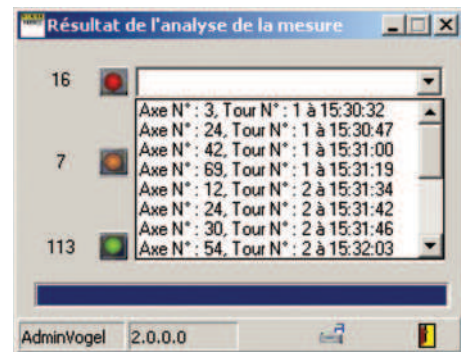 Résultat de l'analyse de la mesure
16
Axe N° : 3, Tour N° : 1 à 15:30:32
Axe N° : 24, Tour N° : 1 à 15:30:47
Axe N° : 42, Tour N° : 1 à 15:31:00
7
Axe N° : 69, Tour N° : 1 à 15:31:19
Axe N° : 12, Tour N° : 2 à 15:31:34
Axe N° : 24, Tour N° : 2 à 15:31:42
Axe N° : 30, Tour N° : 2 à 15:31:46
113
Axe N° : 54, Tour N° : 2 à 15:32:03
AdminVogel 2.0.0.0